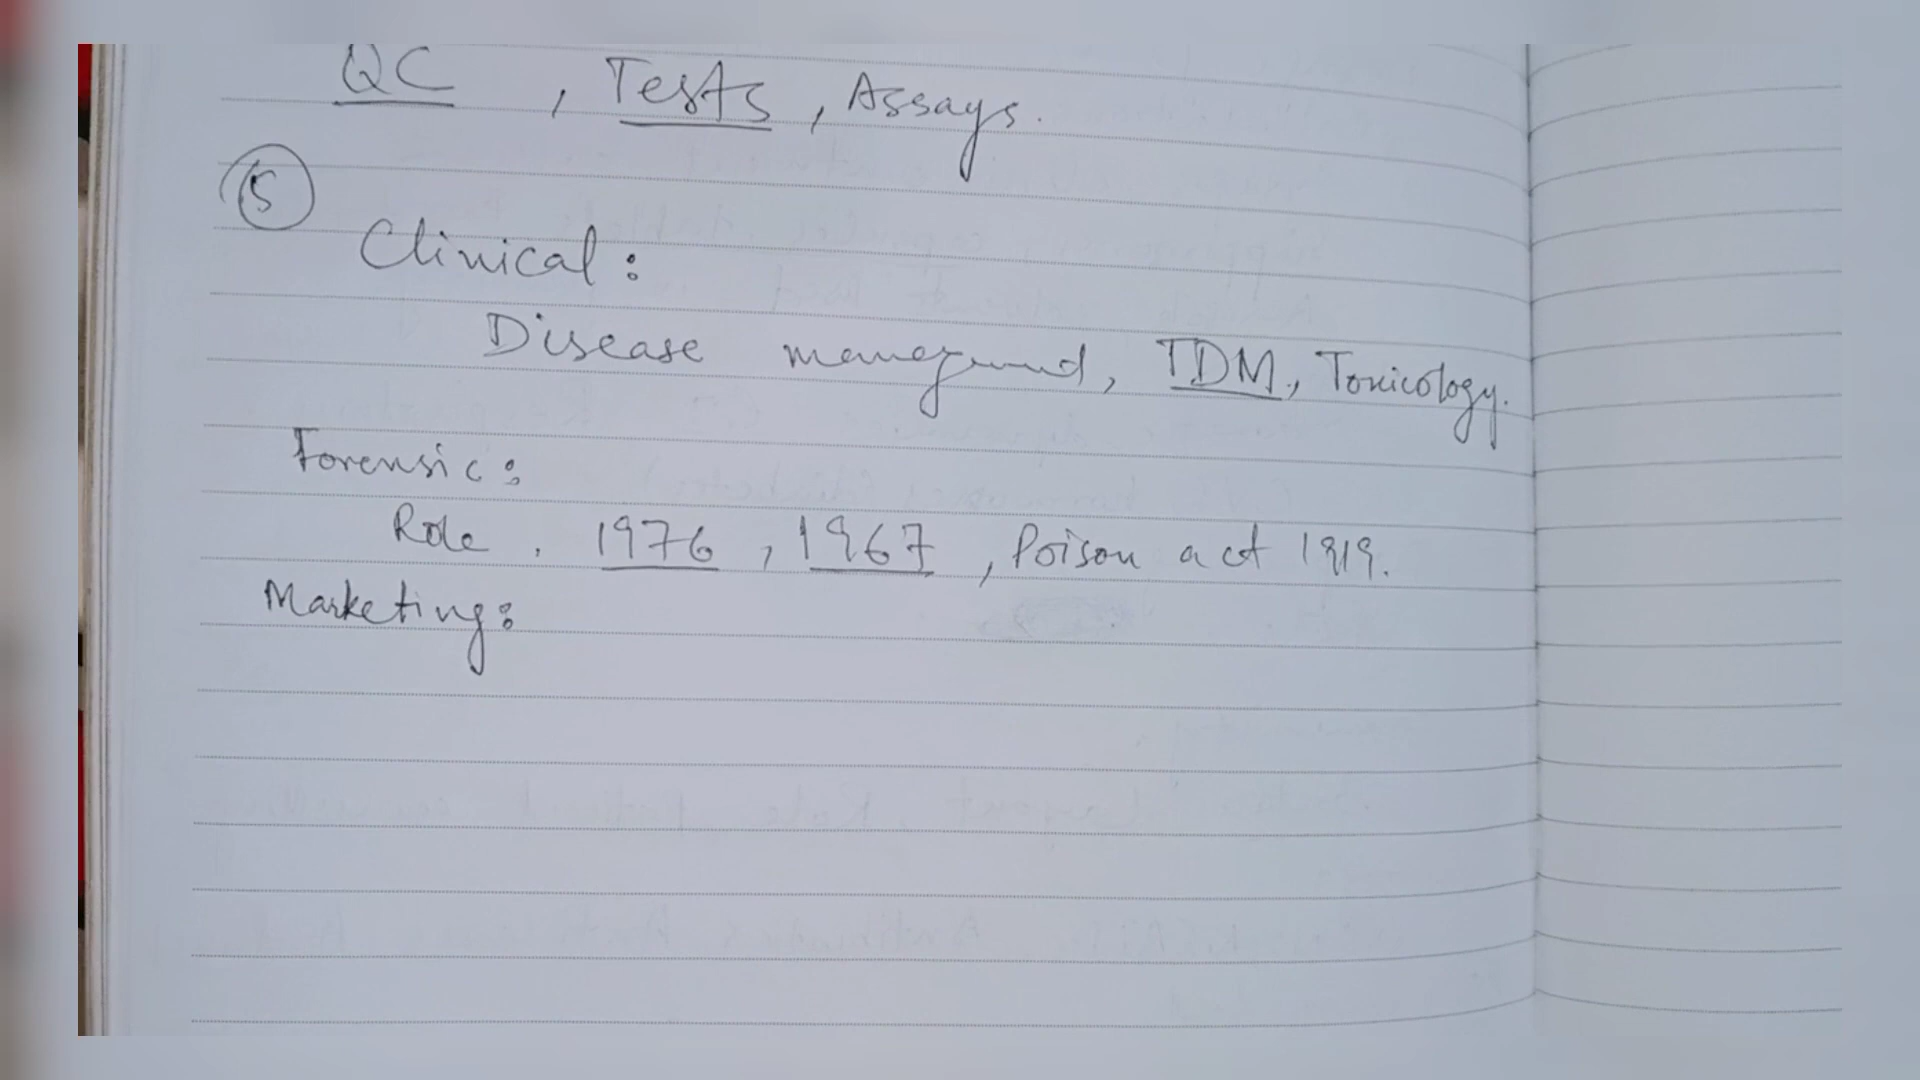 QC, Tests, Assays.
5
Clinical:
Disease management, TDM, Toxicology.
Forensic:
Role, 1976, 1967, Poison act 1919.
Marketing: